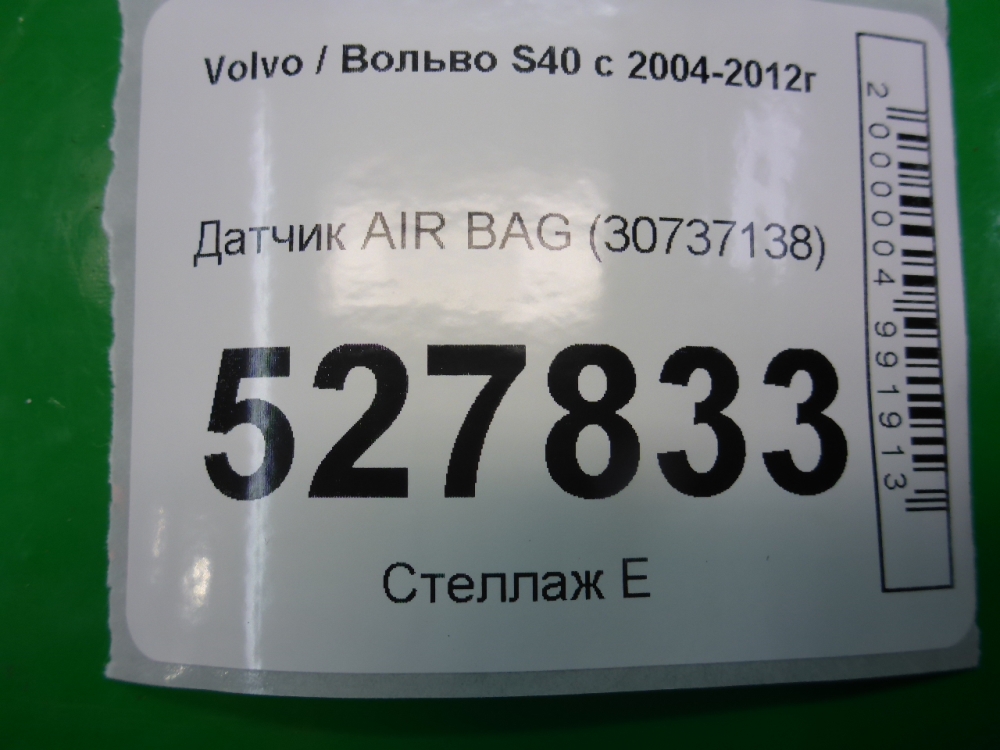 Volvo / Вольво S40 с 2004-2012г
Датчик AIR BAG (30737138)
527833
Стеллаж Е
2000004991913